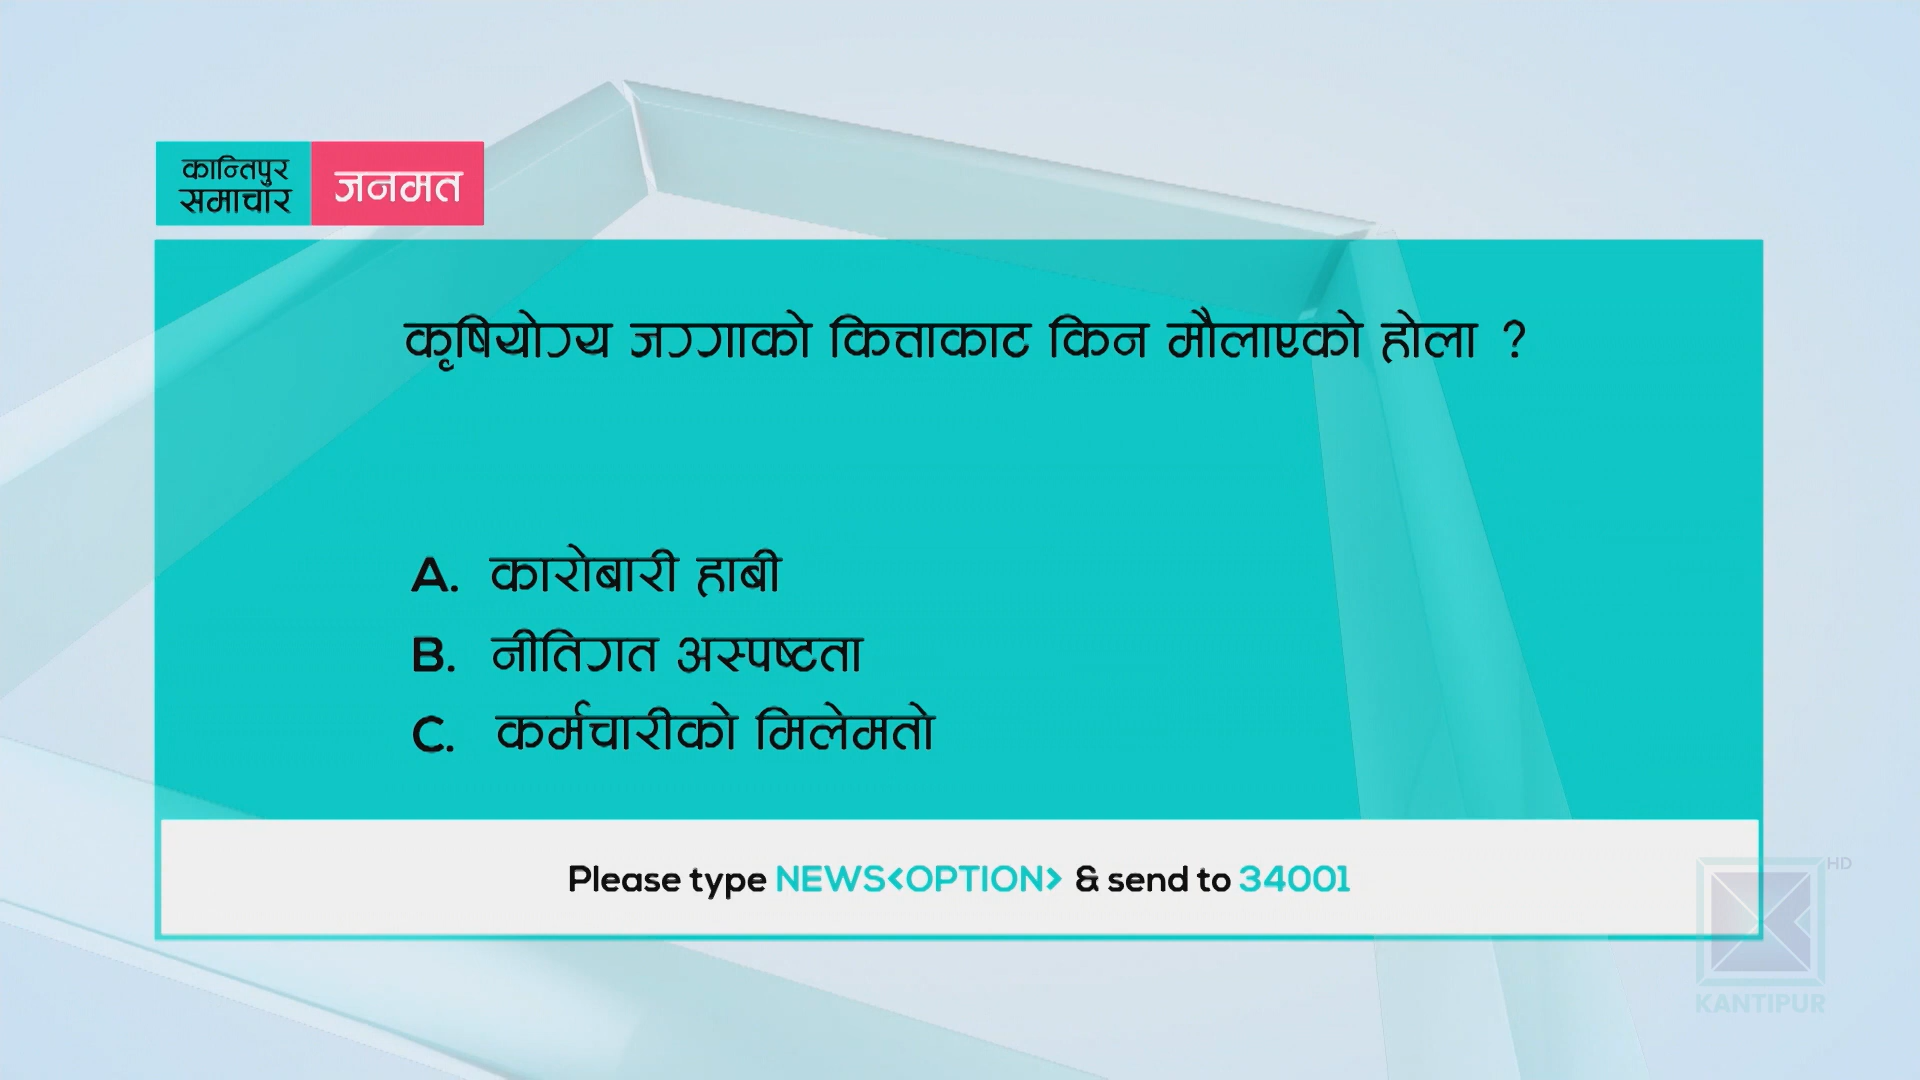 कान्तिपुर
समाचार
जनमत
कृषियोग्य जग्गाको कित्ताकाट किन मौलाएको होला ?
A. कारोबारी हाबी
B. नीतिगत अस्पष्टता
C. कर्मचारीको मिलेमतो
Please type NEWS<OPTION> & send to 34001
HD
KANTIPUR